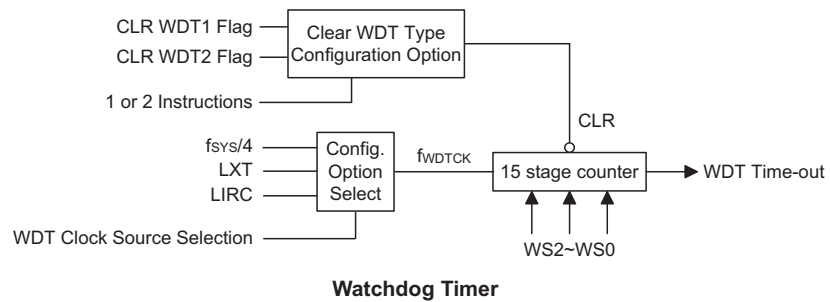 CLR WDT1 Flag
CLR WDT2 Flag
Clear WDT Type
Configuration Option
1 or 2 Instructions
CLR
fSYS/4
LXT
LIRC
Config.
Option
Select
fWDTCK
15 stage counter
WDT Time-out
WDT Clock Source Selection
WS2~WS0
Watchdog Timer